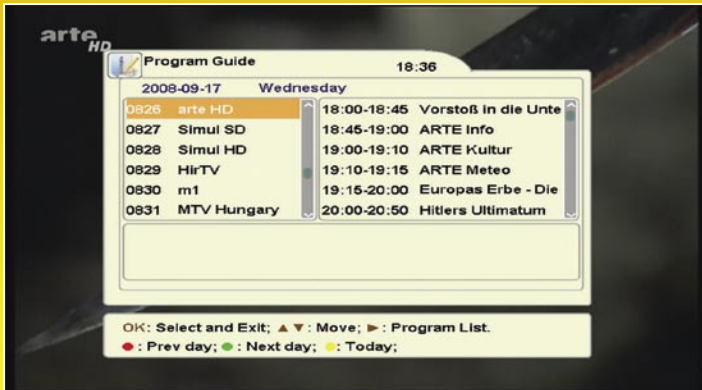 arte
HD
Program Guide 18:36
2008-09-17 Wednesday
0826 arte HD 18:00-18:45 Vorstoß in die Unte
0827 Simul SD 18:45-19:00 ARTE Info
0828 Simul HD 19:00-19:10 ARTE Kultur
0829 HirTV 19:10-19:15 ARTE Meteo
0830 m1 19:15-20:00 Europas Erbe - Die
0831 MTV Hungary 20:00-20:50 Hitlers Ultimatum
OK: Select and Exit; ▲ ▼: Move; ►: Program List.
●: Prev day; ●: Next day; ●: Today;